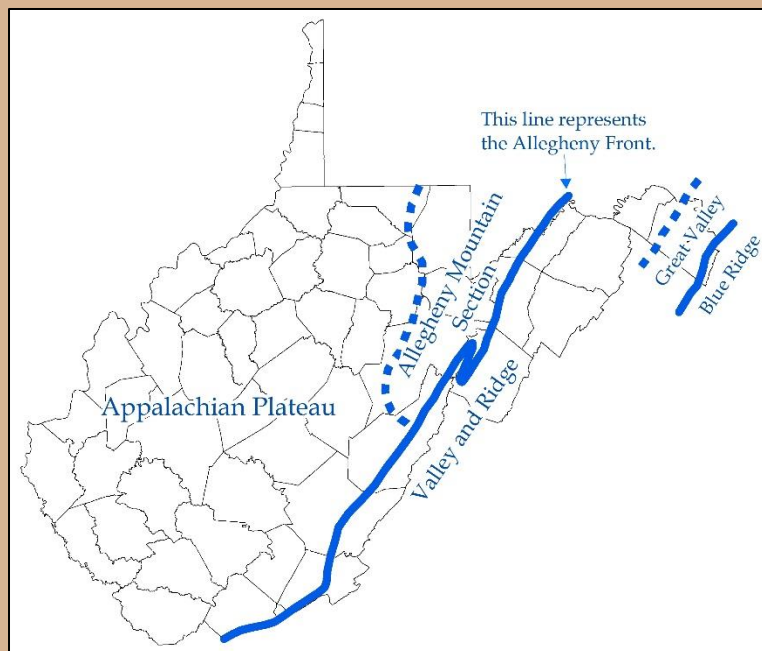 This line represents
the Allegheny Front.
Allegheny Mountain
Section
Great Valley
Blue Ridge
Appalachian Plateau
Valley and Ridge